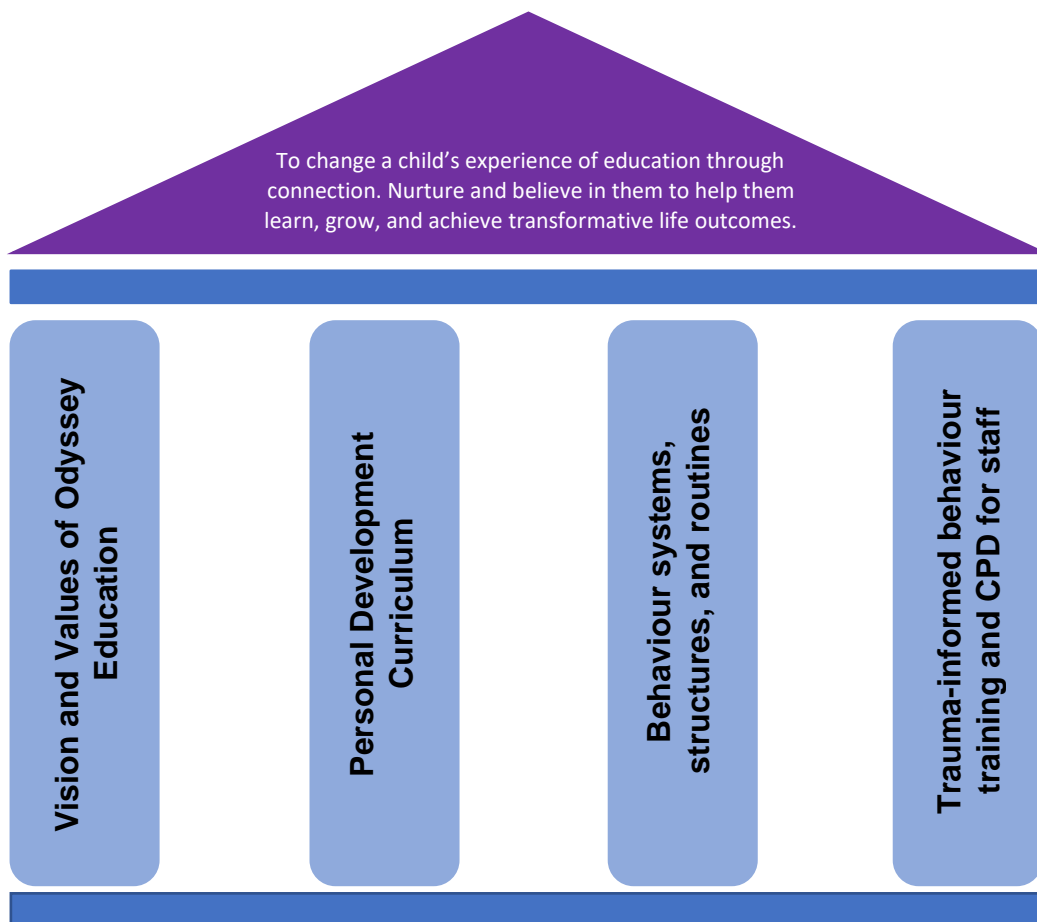 To change a child’s experience of education through
connection. Nurture and believe in them to help them
learn, grow, and achieve transformative life outcomes.
Vision and Values of Odyssey
Education
Personal Development
Curriculum
Behaviour systems,
structures, and routines
Trauma-informed behaviour
training and CPD for staff